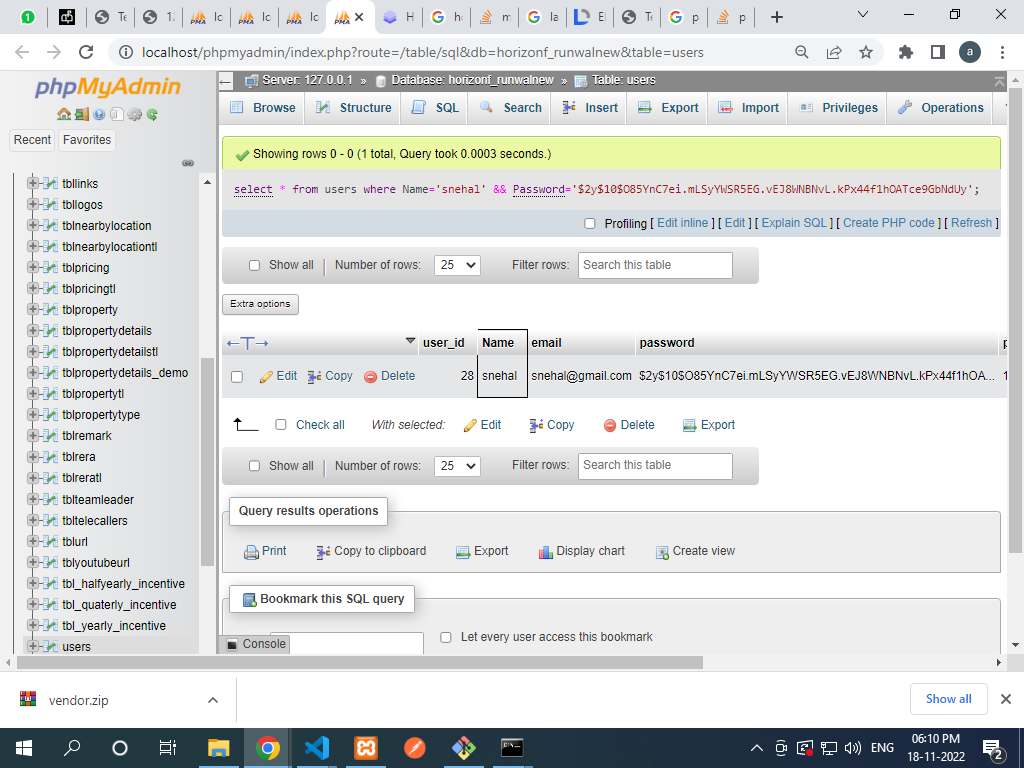 1 Te 12 lo lo lo H ho m la El Te p p
localhost/phpmyadmin/index.php?route=/table/sql&db=horizonf_runwalnew&table=users
a
phpMyAdmin
Recent Favorites
tbllinks
tbllogos
tblnearbylocation
tblnearbylocationtl
tblpricing
tblpricingtl
tblproperty
tblpropertydetails
tblpropertydetailstl
tblpropertydetails_demo
tblpropertytl
tblpropertytype
tblremark
tblrera
tblreratl
tblteamleader
tbltelecallers
tblurl
tblyoutubeurl
tbl_halfyearly_incentive
tbl_quaterly_incentive
tbl_yearly_incentive
users
Server: 127.0.0.1 » Database: horizonf_runwalnew » Table: users
Browse Structure SQL Search Insert Export Import Privileges Operations
Showing rows 0 - 0 (1 total, Query took 0.0003 seconds.)
select * from users where Name='snehal' && Password='$2y$10$O85YnC7ei.mLSyYWSR5EG.vEJ8WNBNvL.kPx44f1hOATce9GbNdUy';
Profiling [ Edit inline ] [ Edit ] [ Explain SQL ] [ Create PHP code ] [ Refresh ]
Show all | Number of rows: 25 Filter rows: Search this table
Extra options
←T→ user_id Name email password
Edit Copy Delete 28 snehal snehal@gmail.com $2y$10$O85YnC7ei.mLSyYWSR5EG.vEJ8WNBNvL.kPx44f1hOA...
Check all With selected: Edit Copy Delete Export
Show all | Number of rows: 25 Filter rows: Search this table
Query results operations
Print Copy to clipboard Export Display chart Create view
Bookmark this SQL query
Console Let every user access this bookmark
vendor.zip Show all
ENG 06:10 PM
18-11-2022
2